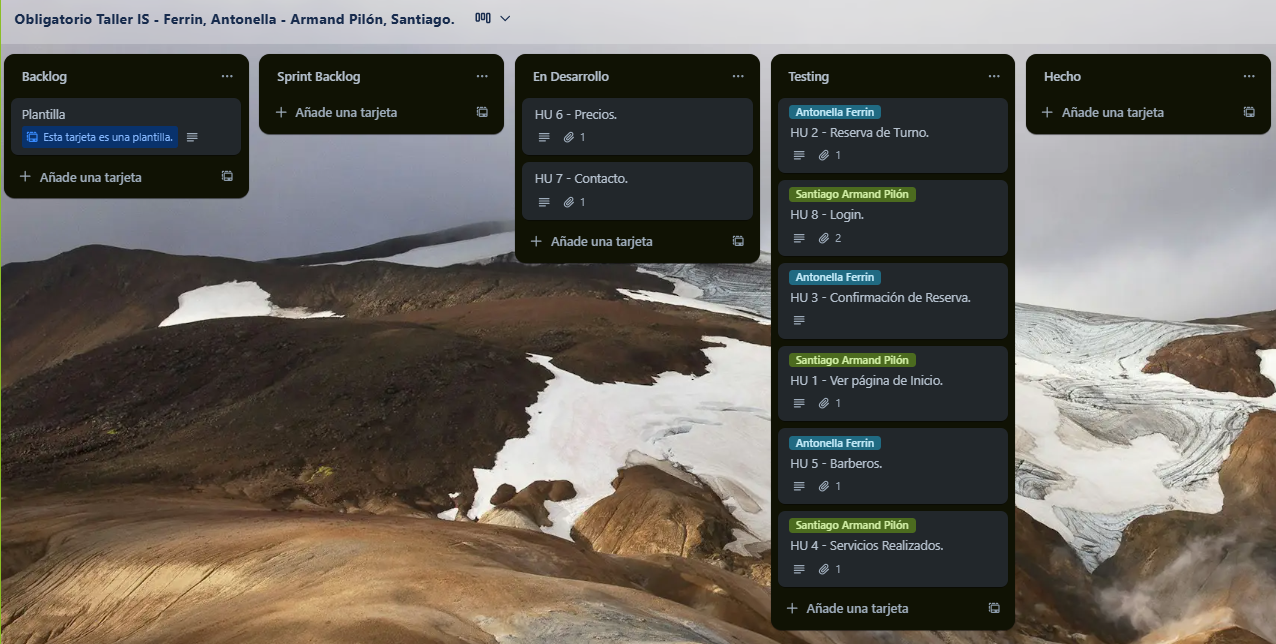 Obligatorio Taller IS - Ferrin, Antonella - Armand Pilón, Santiago.
Backlog
Plantilla
Esta tarjeta es una plantilla.
Añade una tarjeta
Sprint Backlog
Añade una tarjeta
En Desarrollo
HU 6 - Precios.
1
HU 7 - Contacto.
1
Añade una tarjeta
Testing
Antonella Ferrin
HU 2 - Reserva de Turno.
1
Santiago Armand Pilón
HU 8 - Login.
2
Antonella Ferrin
HU 3 - Confirmación de Reserva.
Santiago Armand Pilón
HU 1 - Ver página de Inicio.
1
Antonella Ferrin
HU 5 - Barberos.
1
Santiago Armand Pilón
HU 4 - Servicios Realizados.
1
Añade una tarjeta
Hecho
Añade una tarjeta